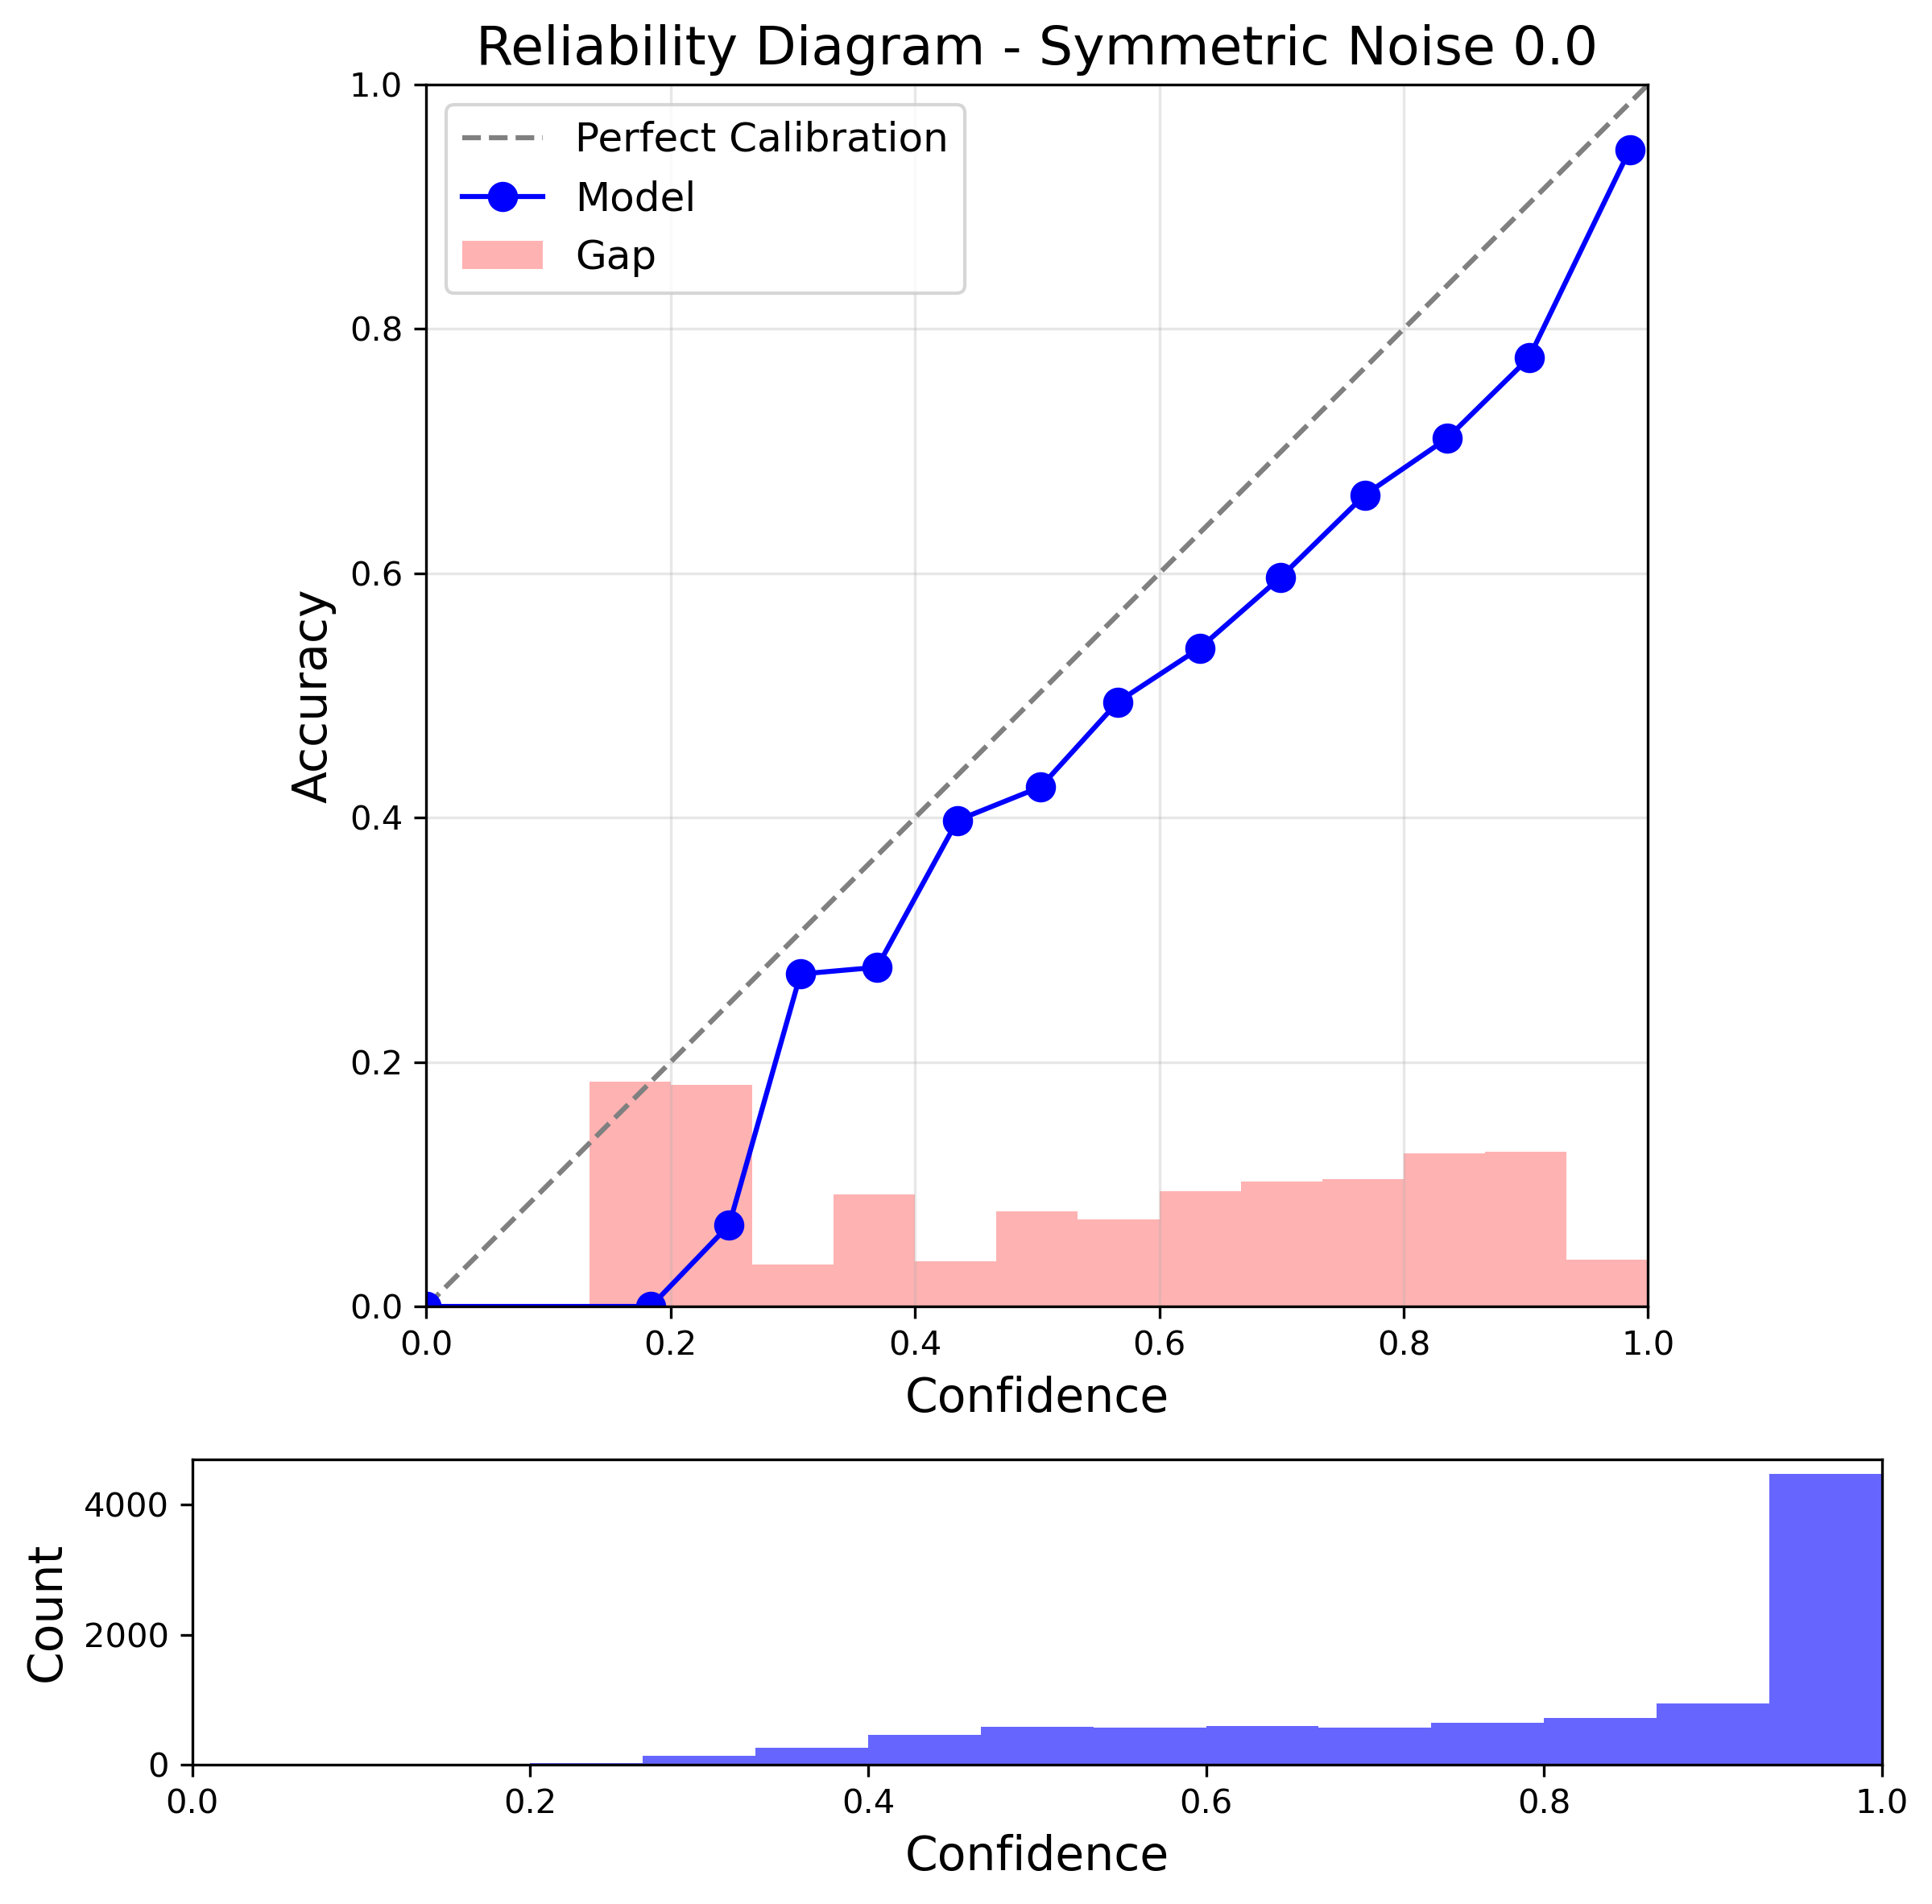 Reliability Diagram - Symmetric Noise 0.0
1.0
0.8
0.6
0.4
0.2
0.0
Accuracy
Perfect Calibration
Model
Gap
0.0 0.2 0.4 0.6 0.8 1.0
Confidence
4000
2000
0
Count
0.0 0.2 0.4 0.6 0.8 1.0
Confidence